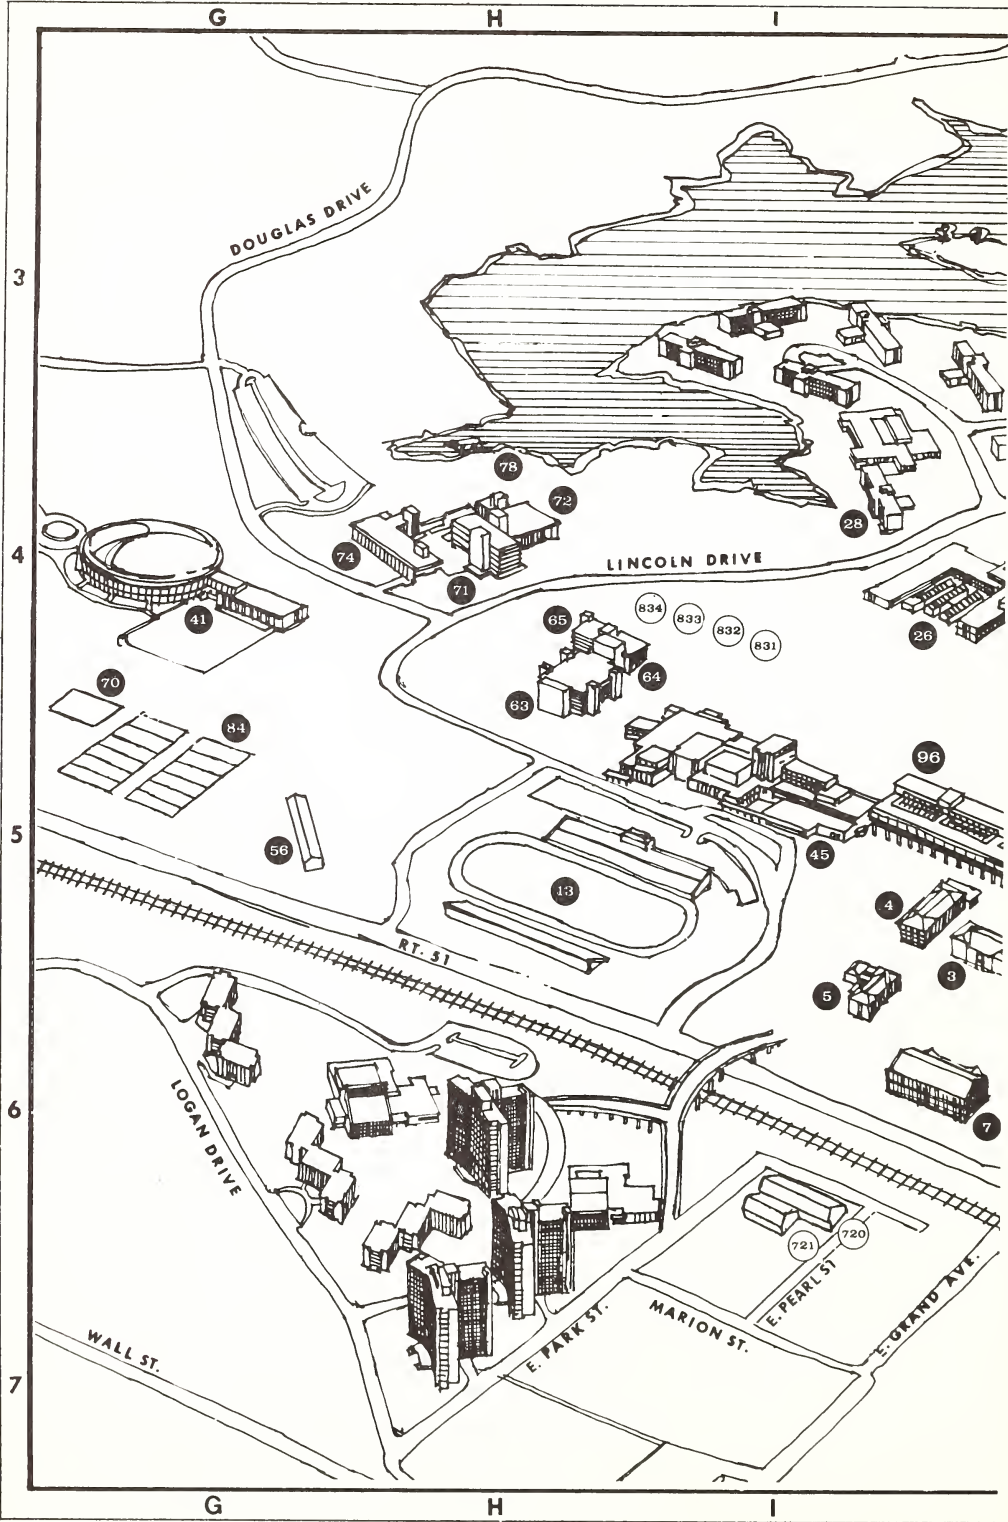 G H I
DOUGLAS DRIVE
3
78
72
28
4
74
LINCOLN DRIVE
71
41
65
834
833
832
831
26
64
70
63
84
96
5
56
45
13
4
RT. 51
3
5
6
LOGAN DRIVE
7
721
720
E. PEARL ST
E. GRAND AVE.
MARION ST.
E. PARK ST.
WALL ST.
7
G H I